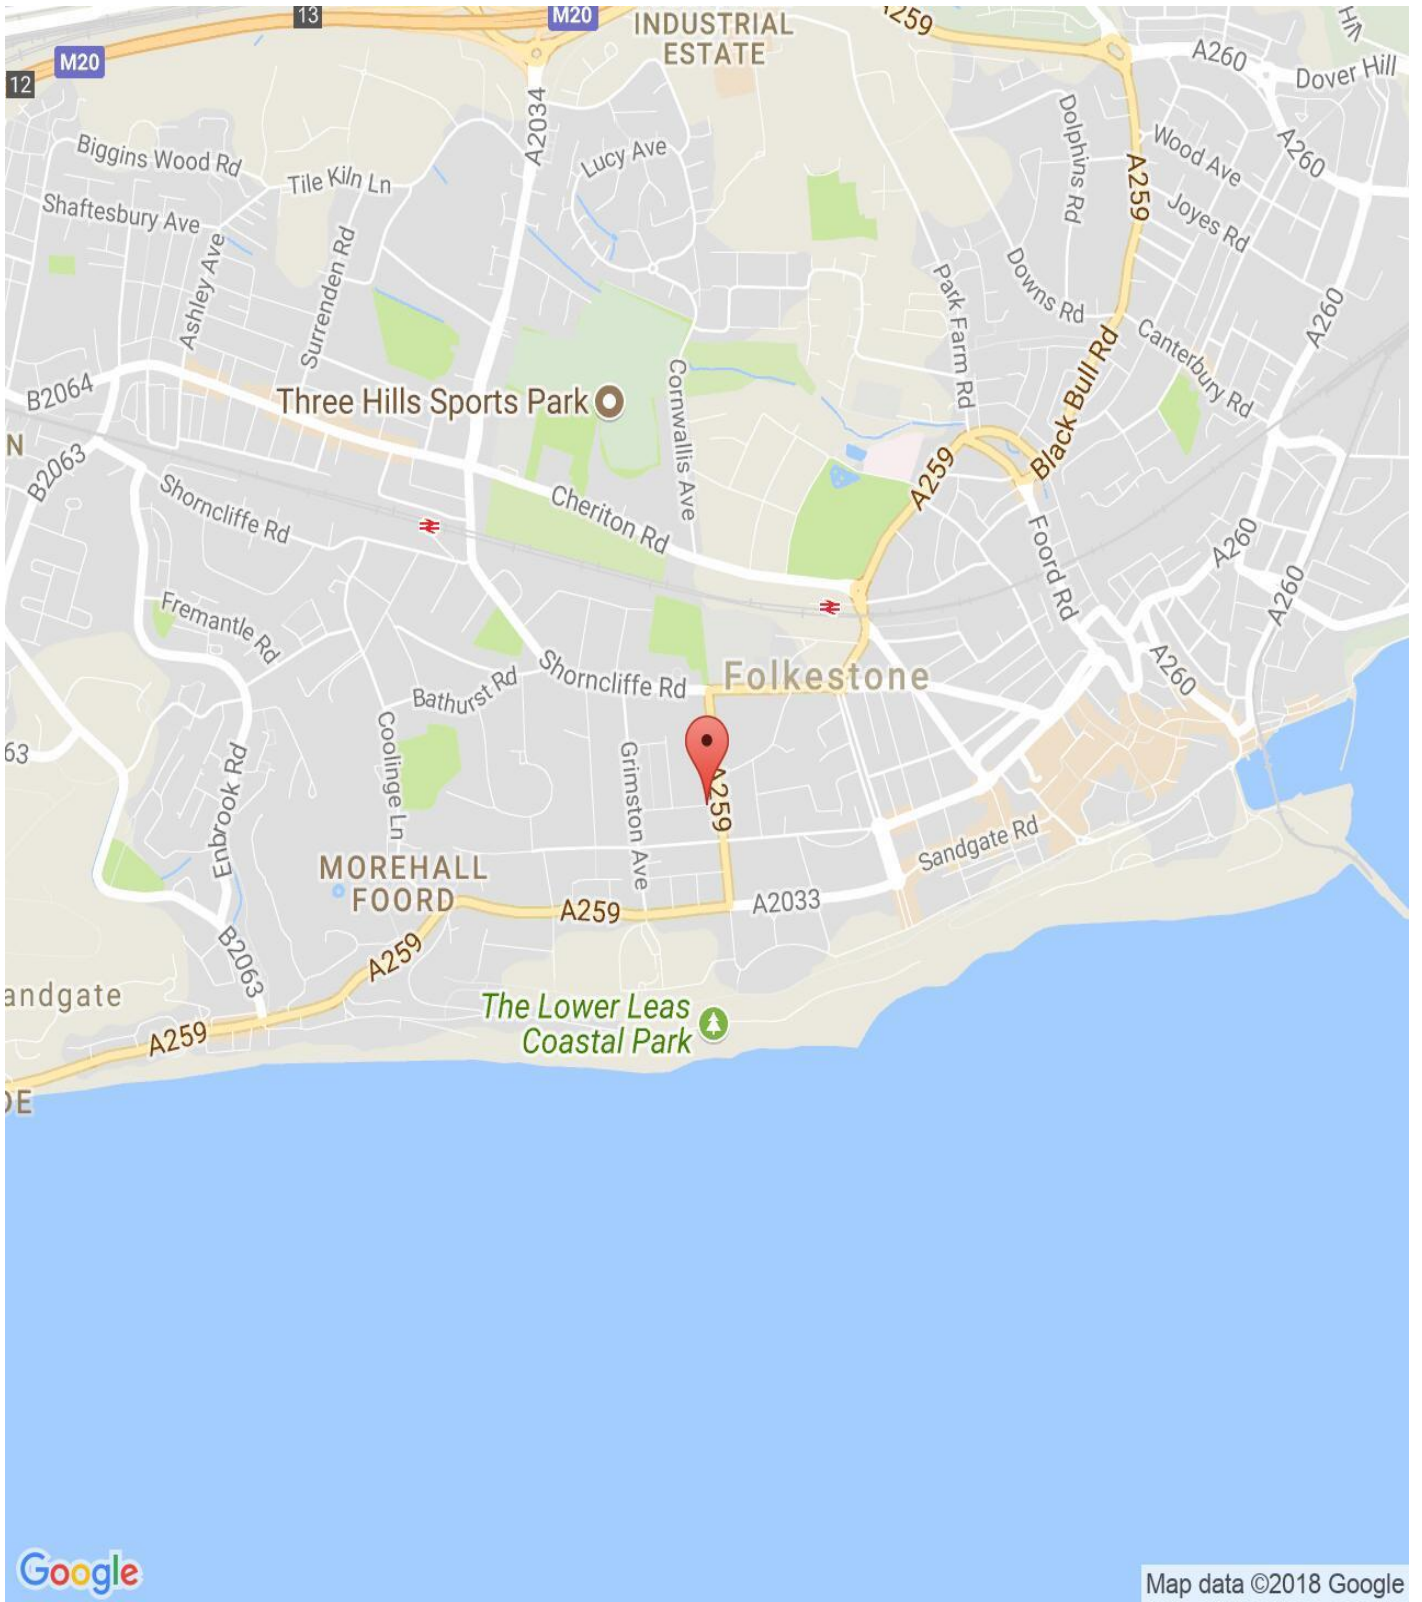 13
M20
INDUSTRIAL
ESTATE
A259
A260
Dover Hill
M20
12
A2034
Lucy Ave
Dolphins Rd
Wood Ave
A260
Biggins Wood Rd
Tile Kiln Ln
A259
Joyes Rd
Shaftesbury Ave
Ashley Ave
Surrenden Rd
Park Farm Rd
Downs Rd
A260
Canterbury Rd
Black Bull Rd
B2064
Three Hills Sports Park
Cornwallis Ave
N
B2063
A259
Shorncliffe Rd
Cheriton Rd
Foord Rd
A260
A260
Fremantle Rd
Bathurst Rd
Shorncliffe Rd
Folkestone
A260
63
Coolinge Ln
Grimston Ave
A259
Enbrook Rd
Sandgate Rd
MOREHALL
FOORD
A259
A2033
B2063
A259
andgate
The Lower Leas
Coastal Park
A259
DE
Google
Map data ©2018 Google